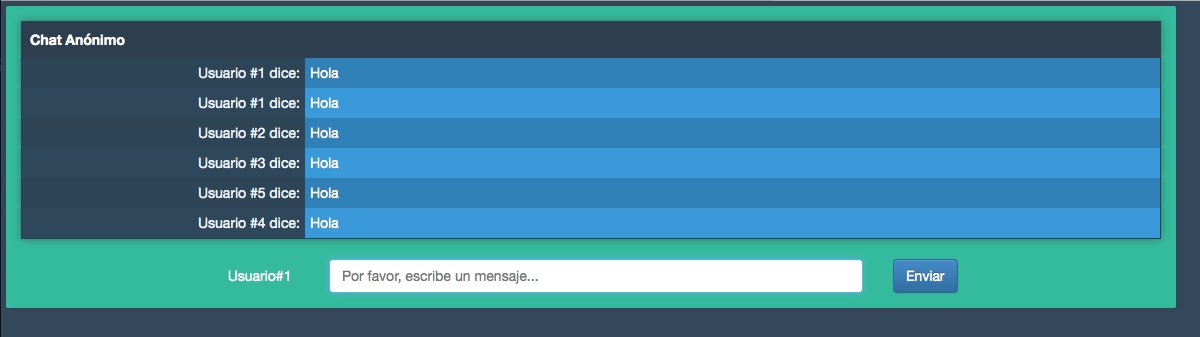 Chat Anónimo
Usuario #1 dice: Hola
Usuario #1 dice: Hola
Usuario #2 dice: Hola
Usuario #3 dice: Hola
Usuario #5 dice: Hola
Usuario #4 dice: Hola
Usuario#1 Por favor, escribe un mensaje... Enviar